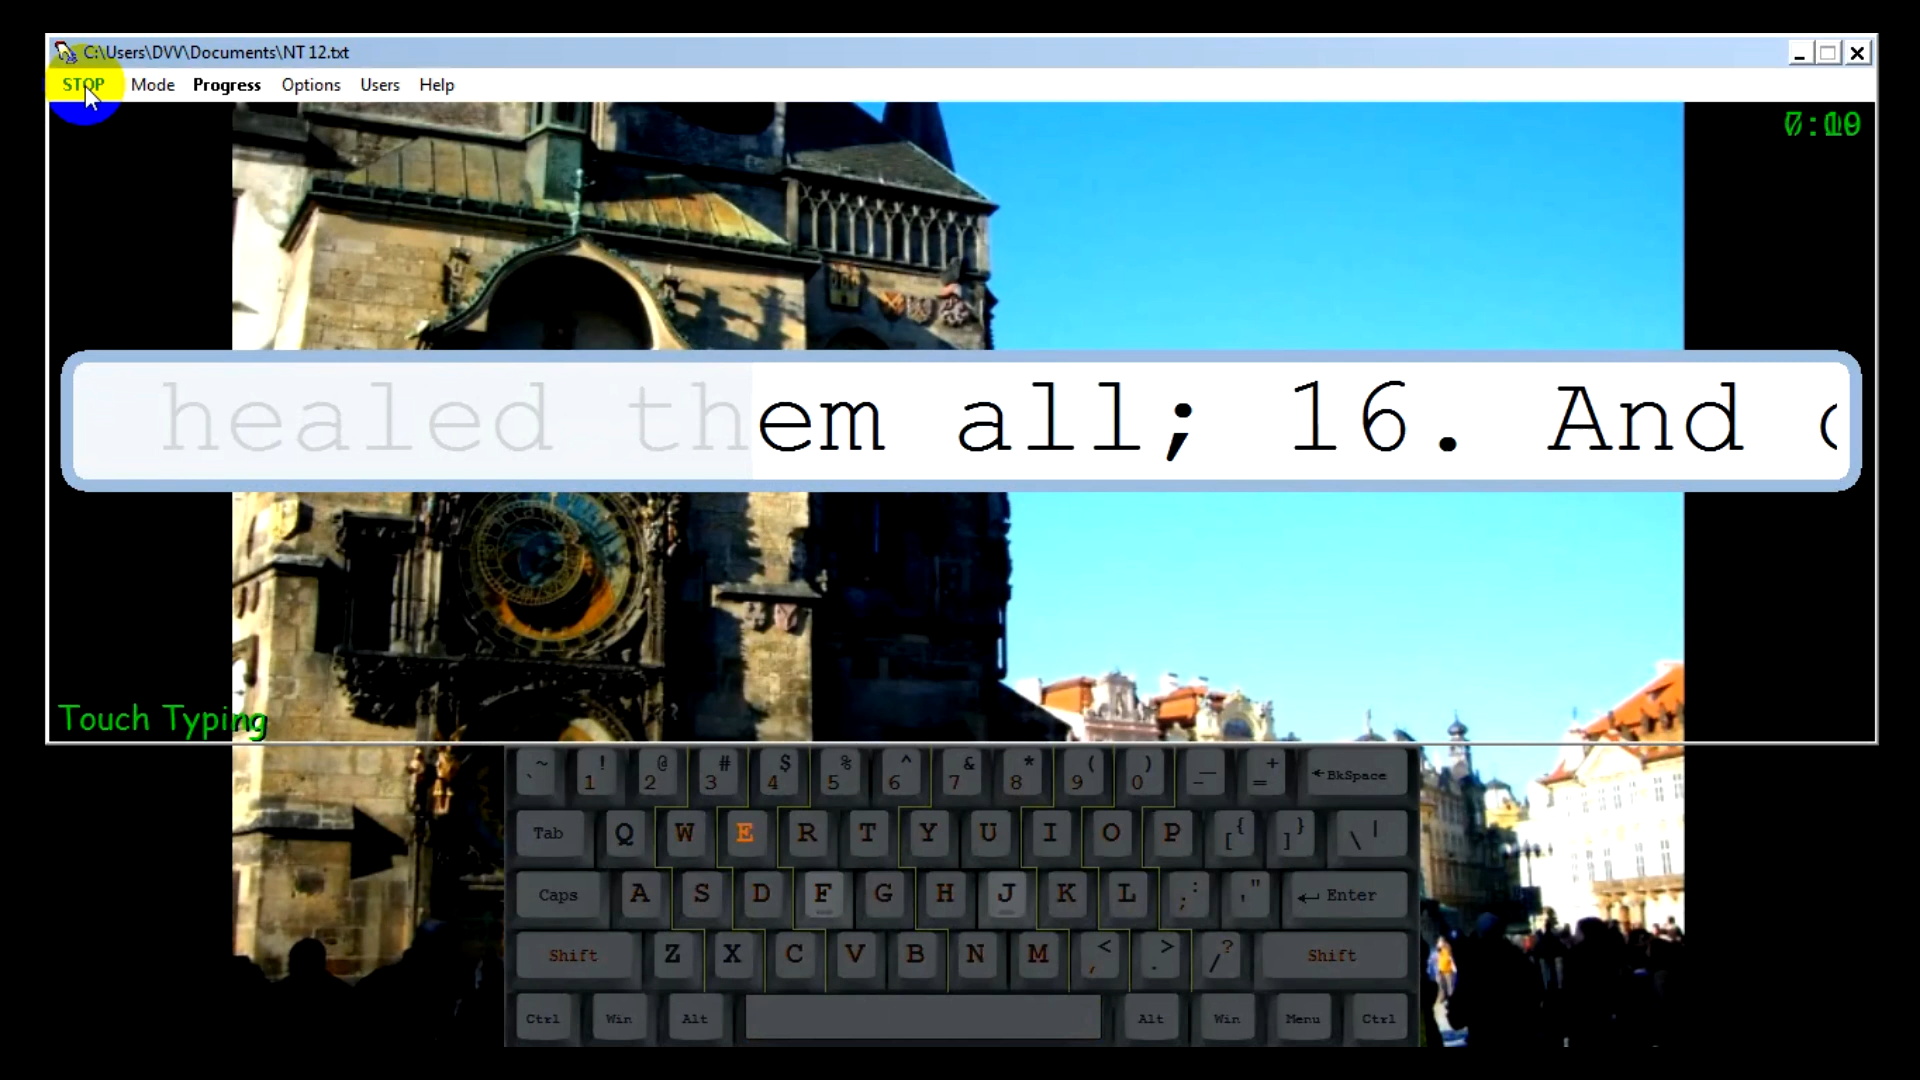 C:\Users\DVV\Documents\NT 12.txt
STOP Mode Progress Options Users Help
healed them all; 16. And
Touch Typing
~ ` ! 1 @ 2 # 3 $ 4 % 5 ^ 6 & 7 * 8 ( 9 ) 0 _ - + = ←BkSpace
Tab Q W E R T Y U I O P { [ } ] | \
Caps A S D F G H J K L : ; " ' ↵ Enter
Shift Z X C V B N M < , > . ? / Shift
Ctrl Win Alt Alt Win Menu Ctrl